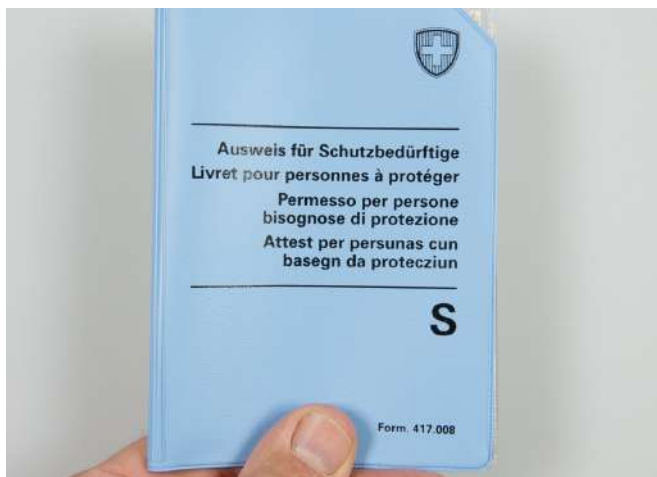 Ausweis für Schutzbedürftige
Livret pour personnes à protéger
Permesso per persone
bisognose di protezione
Attest per persunas cun
basegn da protecziun
S
Form. 417.008